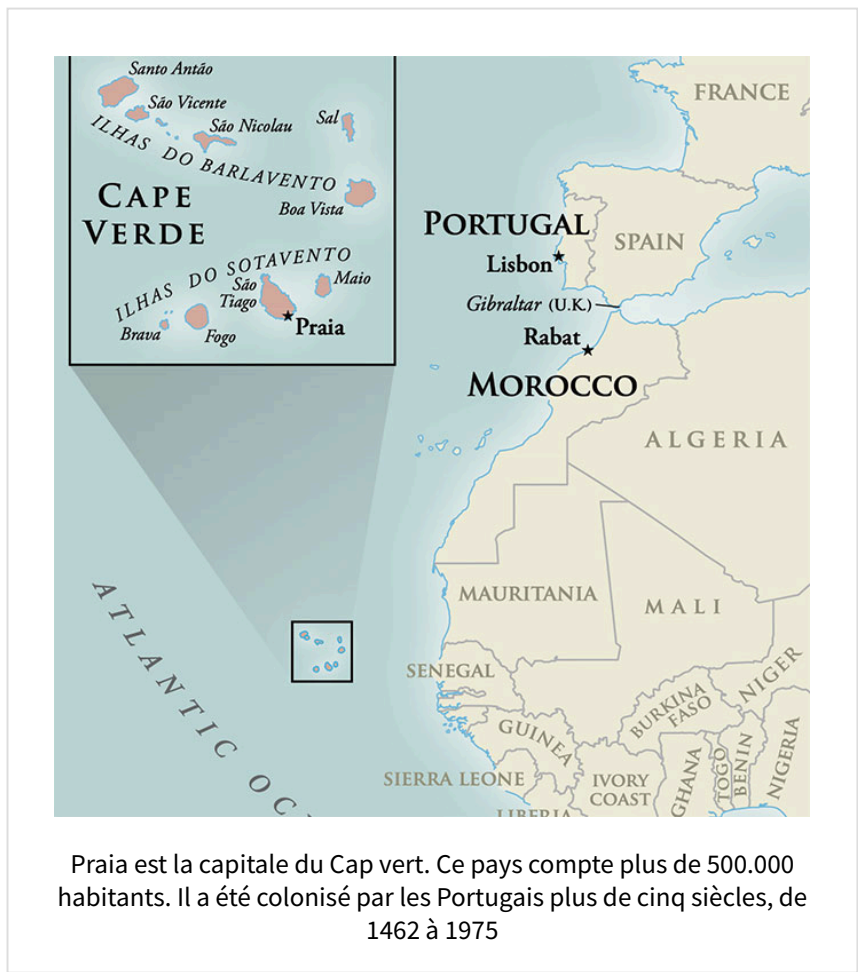 Santo Antão
São Vicente
São Nicolau
Sal
ILHAS DO BARLAVENTO
Boa Vista
CAPE
VERDE
ILHAS DO SOTAVENTO
São
Tiago
Maio
Brava
Fogo
Praia
FRANCE
PORTUGAL
SPAIN
Lisbon
Gibraltar (U.K.)
Rabat
MOROCCO
ALGERIA
MAURITANIA
MALI
ATLANTIC OC
SENEGAL
NIGER
BURKINA
FASO
GUINEA
SIERRA LEONE
IVORY
COAST
GHANA
TOGO
BENIN
NIGERIA
LIBERIA
Praia est la capitale du Cap vert. Ce pays compte plus de 500.000
habitants. Il a été colonisé par les Portugais plus de cinq siècles, de
1462 à 1975